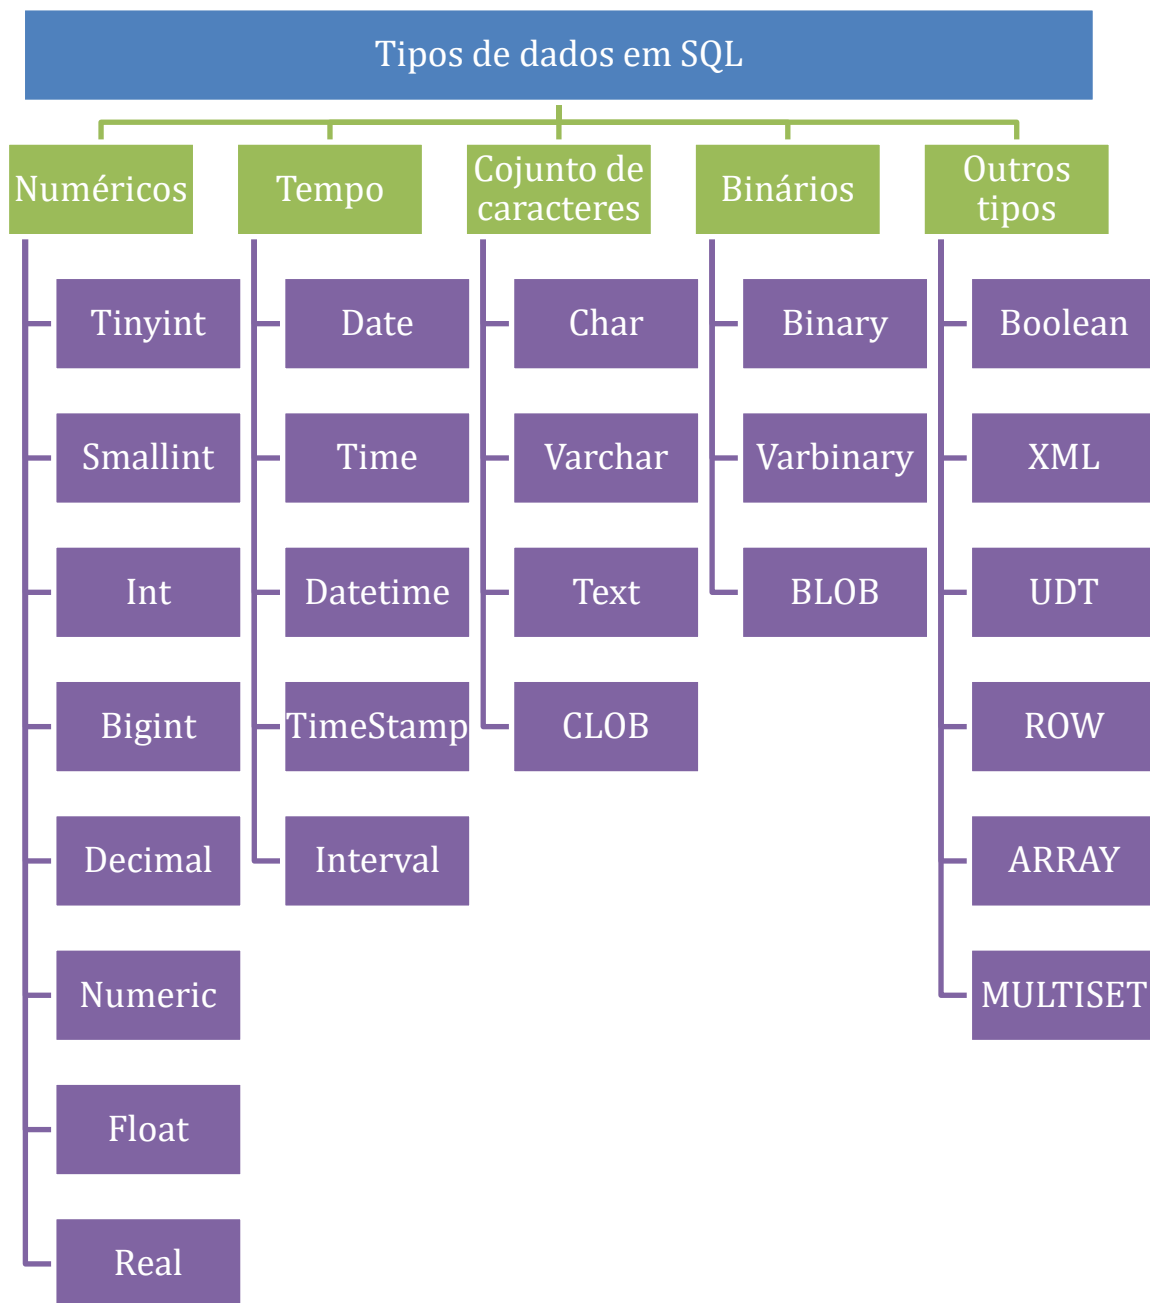 Tipos de dados em SQL
Numéricos
Tinyint
Smallint
Int
Bigint
Decimal
Numeric
Float
Real
Tempo
Date
Time
Datetime
TimeStamp
Interval
Cojunto de
caracteres
Char
Varchar
Text
CLOB
Binários
Binary
Varbinary
BLOB
Outros
tipos
Boolean
XML
UDT
ROW
ARRAY
MULTISET